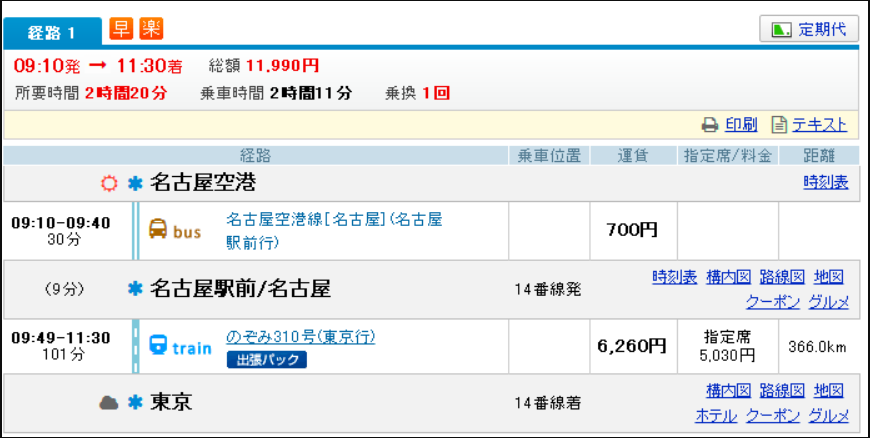 経路 1 早 楽 定期代
09:10発 → 11:30着 総額 11,990円
所要時間 2時間20分 乗車時間 2時間11分 乗換 1回
印刷 テキスト
経路 乗車位置 運賃 指定席/料金 距離
名古屋空港 時刻表
09:10-09:40 bus 名古屋空港線[名古屋](名古屋 700円
30分 駅前行)
(9分) 名古屋駅前/名古屋 14番線発 時刻表 構内図 路線図 地図
クーポン グルメ
09:49-11:30 train のぞみ310号(東京行) 6,260円 指定席 366.0km
101分 出張パック 5,030円
東京 14番線着 構内図 路線図 地図
ホテル クーポン グルメ